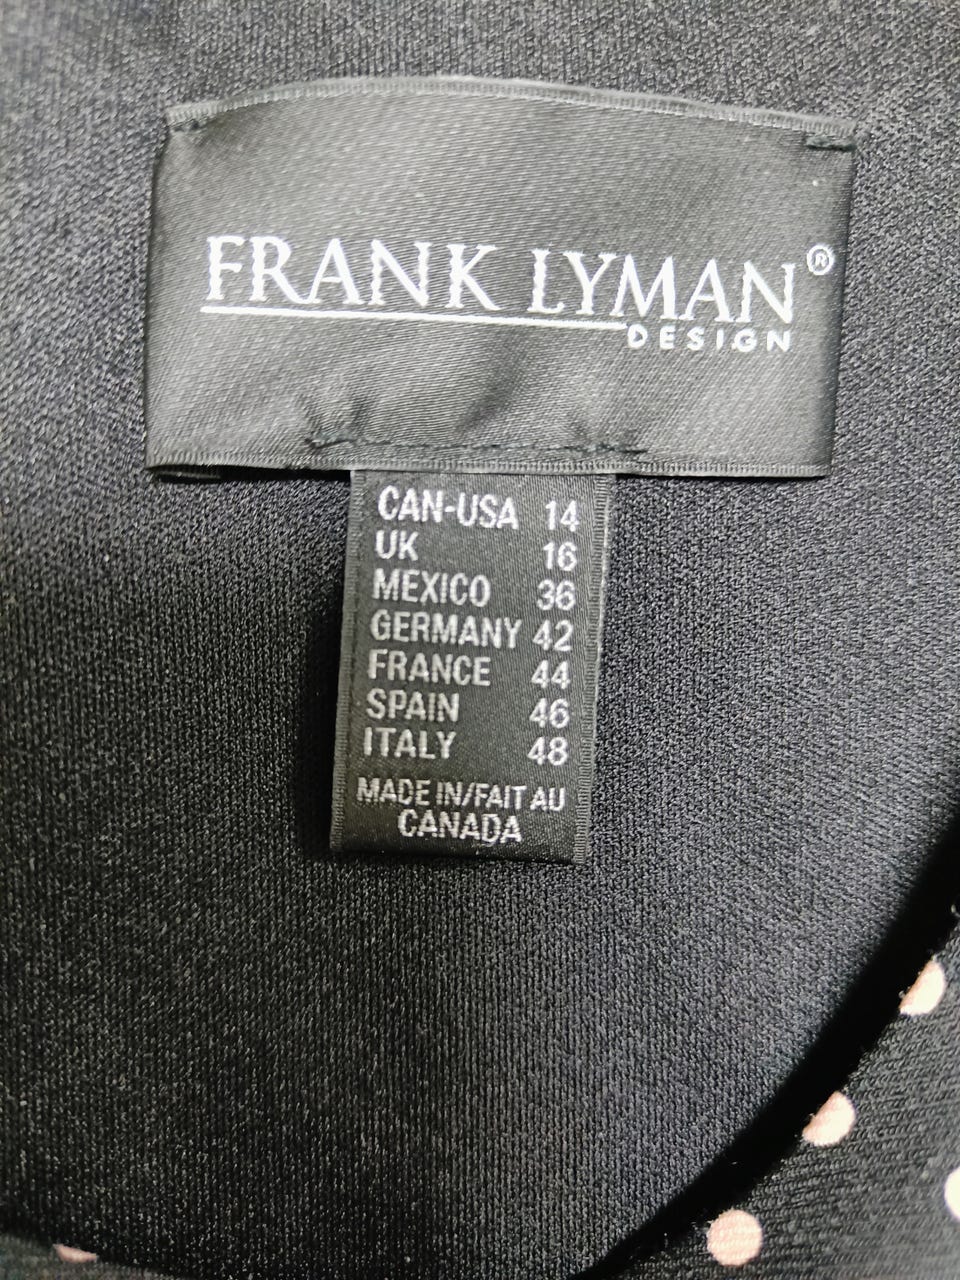 FRANK LYMAN®
DESIGN
CAN-USA 14
UK 16
MEXICO 36
GERMANY 42
FRANCE 44
SPAIN 46
ITALY 48
MADE IN/FAIT AU
CANADA